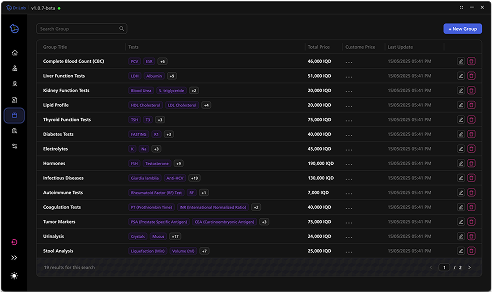 Dr.Lab v1.0.7-beta
Search Group
+ New Group
Group Title Tests Total Price Custome Price Last Update
Complete Blood Count (CBC) PCV ESR +6 46,000 IQD ... 15/05/2025 05:41 PM
Liver Function Tests LDH Albumin +9 51,000 IQD ... 15/05/2025 05:41 PM
Kidney Function Tests Blood Urea S. triglyceride +2 20,000 IQD ... 15/05/2025 05:41 PM
Lipid Profile HDL Cholesterol LDL Cholesterol +4 20,000 IQD ... 15/05/2025 05:41 PM
Thyroid Function Tests TSH T3 +3 75,000 IQD ... 15/05/2025 05:41 PM
Diabetes Tests FASTING +3 40,000 IQD ... 15/05/2025 05:41 PM
Electrolytes K Na +3 45,000 IQD ... 15/05/2025 05:41 PM
Hormones FSH Testosterone +9 190,000 IQD ... 15/05/2025 05:41 PM
Infectious Diseases Giardia lamblia Anti-HCV +19 130,000 IQD ... 15/05/2025 05:41 PM
Autoimmune Tests Rheumatoid Factor (RF) Test +1 7,000 IQD ... 15/05/2025 05:41 PM
Coagulation Tests PT (Prothrombin Time) INR (International Normalized Ratio) +2 40,000 IQD ... 15/05/2025 05:41 PM
Tumor Markers PSA (Prostate Specific Antigen) CEA (Carcinoembryonic Antigen) +3 75,000 IQD ... 15/05/2025 05:41 PM
Urinalysis Crystals Mucus +17 24,000 IQD ... 15/05/2025 05:41 PM
Stool Analysis Liquefaction (Min) Volume (ml) +7 25,000 IQD ... 15/05/2025 05:41 PM
19 results for this search 1 / 2